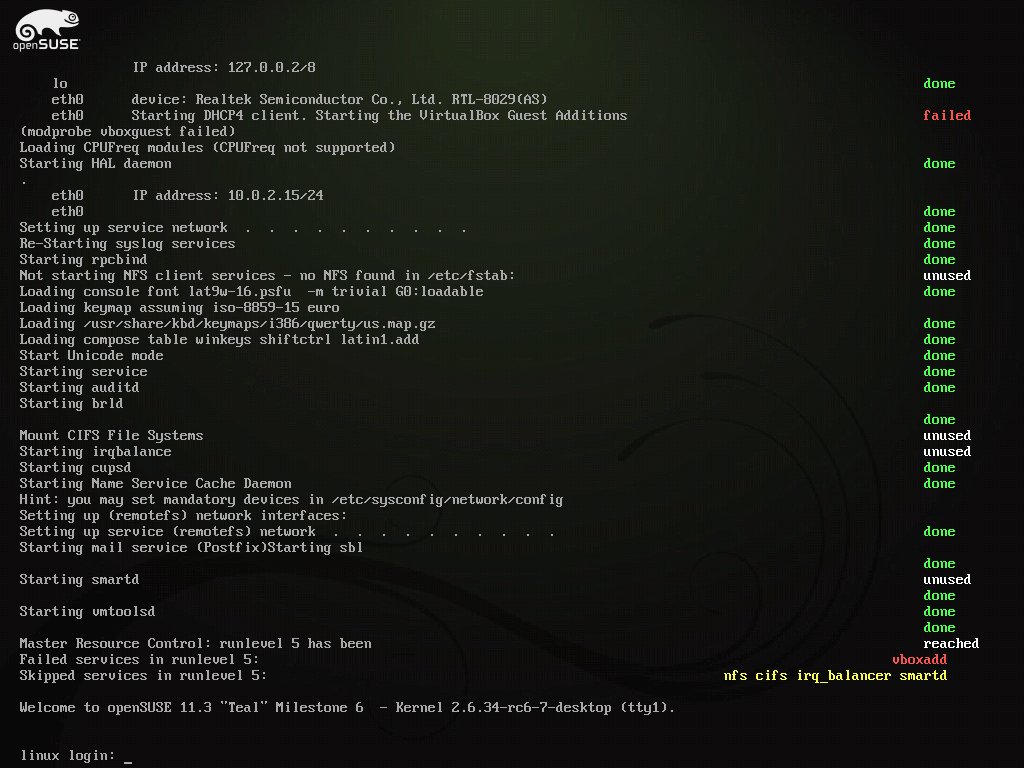 openSUSE
IP address: 127.0.0.2/8
lo done
eth0 device: Realtek Semiconductor Co., Ltd. RTL-8029(AS)
eth0 Starting DHCP4 client. Starting the VirtualBox Guest Additions failed
(modprobe vboxguest failed)
Loading CPUFreq modules (CPUFreq not supported)
Starting HAL daemon done
.
eth0 IP address: 10.0.2.15/24
eth0 done
Setting up service network . . . . . . . . . . done
Re-Starting syslog services done
Starting rpcbind done
Not starting NFS client services - no NFS found in /etc/fstab: unused
Loading console font lat9w-16.psfu -m trivial G0:loadable done
Loading keymap assuming iso-8859-15 euro
Loading /usr/share/kbd/keymaps/i386/qwerty/us.map.gz done
Loading compose table winkeys shiftctrl latin1.add done
Start Unicode mode done
Starting service done
Starting auditd done
Starting brld
done
Mount CIFS File Systems unused
Starting irqbalance unused
Starting cupsd done
Starting Name Service Cache Daemon done
Hint: you may set mandatory devices in /etc/sysconfig/network/config
Setting up (remotefs) network interfaces:
Setting up service (remotefs) network . . . . . . . . . . done
Starting mail service (Postfix)Starting sbl
done
Starting smartd unused
done
Starting vmtoolsd done
done
Master Resource Control: runlevel 5 has been reached
Failed services in runlevel 5: vboxadd
Skipped services in runlevel 5: nfs cifs irq_balancer smartd
Welcome to openSUSE 11.3 "Teal" Milestone 6 - Kernel 2.6.34-rc6-7-desktop (tty1).
linux login: _